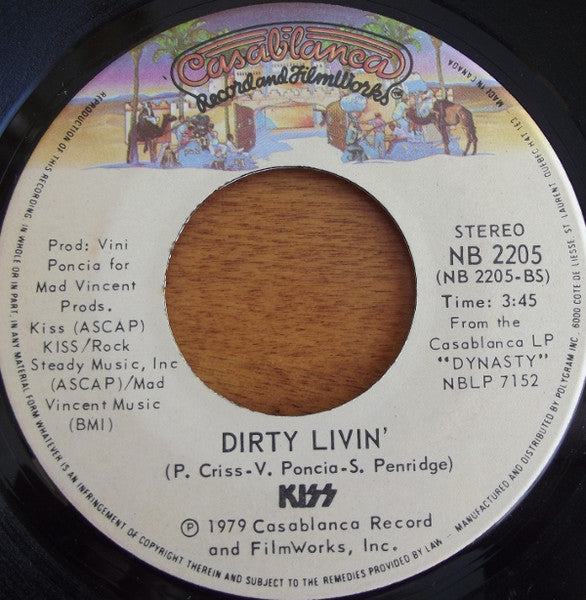 Casablanca
Record and FilmWorks
MADE IN CANADA
Prod: Vini
Poncia for
Mad Vincent
Prods.
Kiss (ASCAP)
KISS/Rock
Steady Music, Inc
(ASCAP)/Mad
Vincent Music
(BMI)
STEREO
NB 2205
(NB 2205-BS)
Time: 3:45
From the
Casablanca LP
"DYNASTY"
NBLP 7152
DIRTY LIVIN'
(P. Criss-V. Poncia-S. Penridge)
KISS
Ⓟ 1979 Casablanca Record
and FilmWorks, Inc.
REPRODUCTION OF THIS RECORDING IN WHOLE OR IN PART, IN ANY MATERIAL FORM WHATEVER IS AN INFRINGEMENT OF COPYRIGHT THEREIN AND SUBJECT TO THE REMEDIES PROVIDED BY LAW – MANUFACTURED AND DISTRIBUTED BY POLYGRAM INC. 6000 COTE DE LIESSE, ST LAURENT QUEBEC H4T 1E3